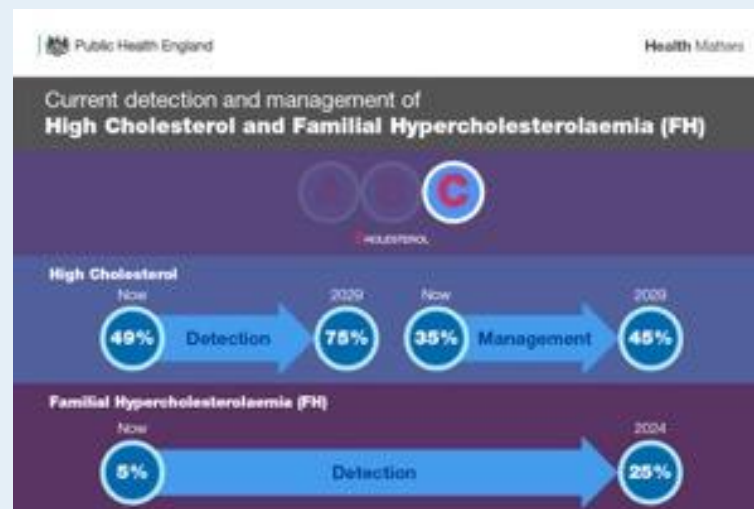 Public Health England
Health Matters
Current detection and management of
High Cholesterol and Familial Hypercholesterolaemia (FH)
A B C
CHOLESTEROL
High Cholesterol
Now 2029 Now 2029
49% Detection 75% 35% Management 45%
Familial Hypercholesterolaemia (FH)
Now 2024
5% Detection 25%